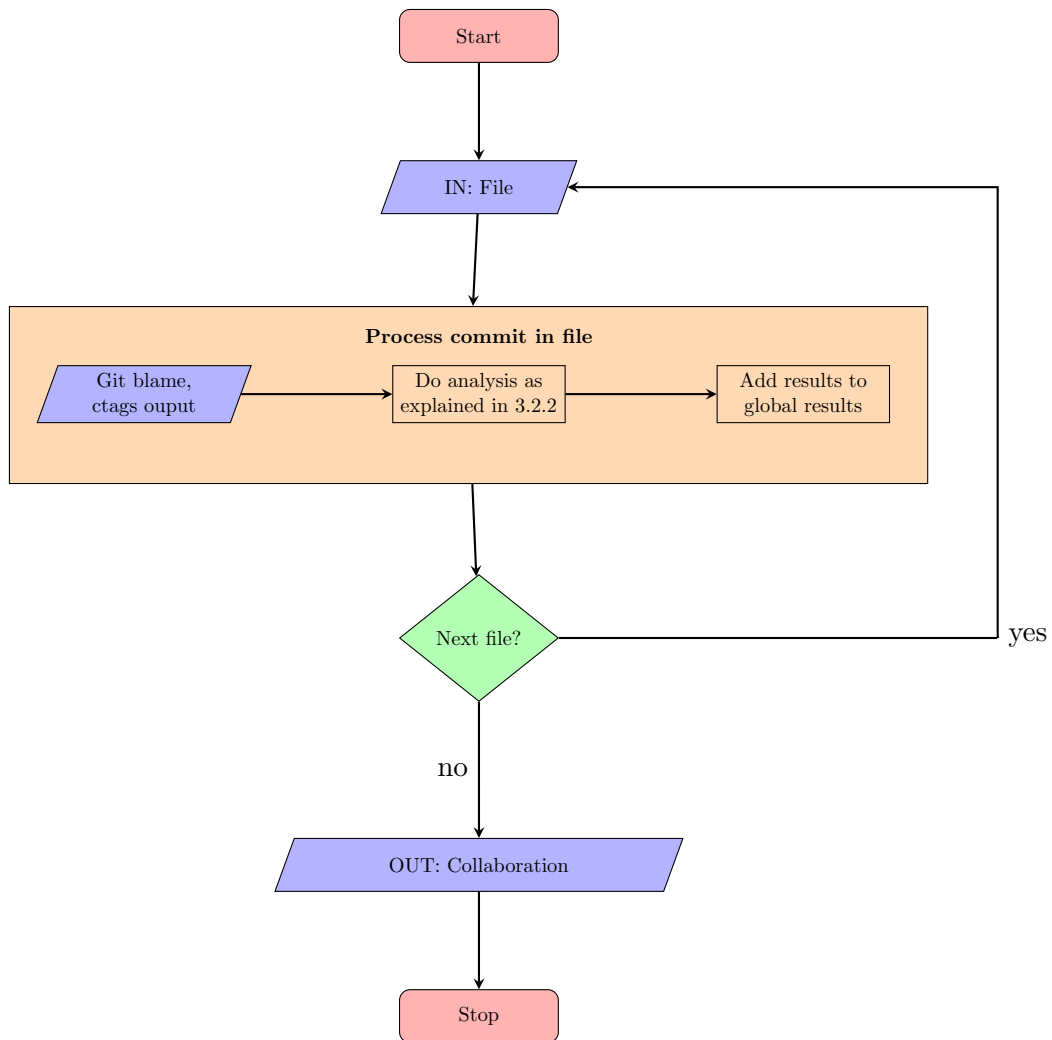 Start
IN: File
Process commit in file
Git blame,
ctags ouput
Do analysis as
explained in 3.2.2
Add results to
global results
Next file?
yes
no
OUT: Collaboration
Stop